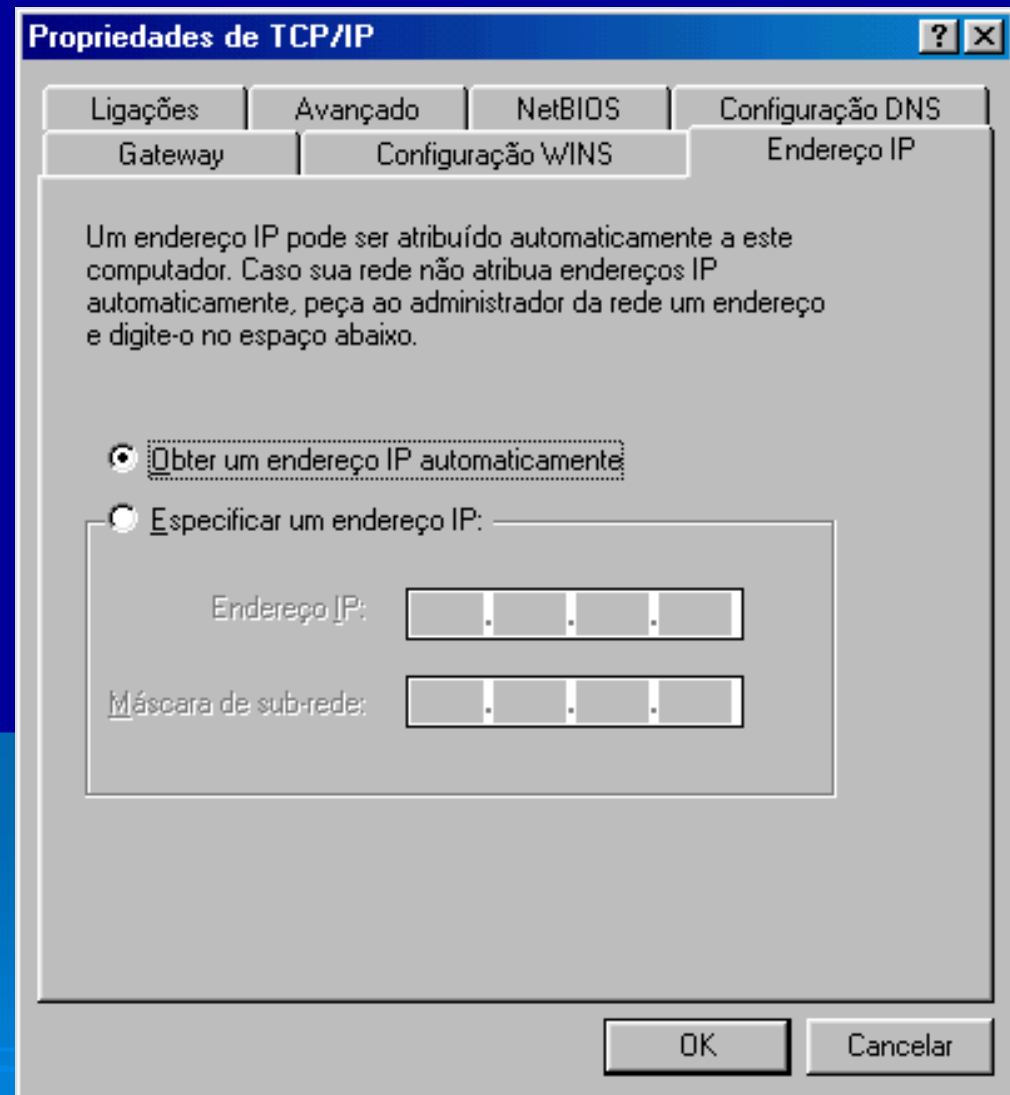 Propriedades de TCP/IP
Ligações Avançado NetBIOS Configuração DNS
Gateway Configuração WINS Endereço IP
Um endereço IP pode ser atribuído automaticamente a este
computador. Caso sua rede não atribua endereços IP
automaticamente, peça ao administrador da rede um endereço
e digite-o no espaço abaixo.
Obter um endereço IP automaticamente
Especificar um endereço IP:
Endereço IP:
Máscara de sub-rede:
OK Cancelar